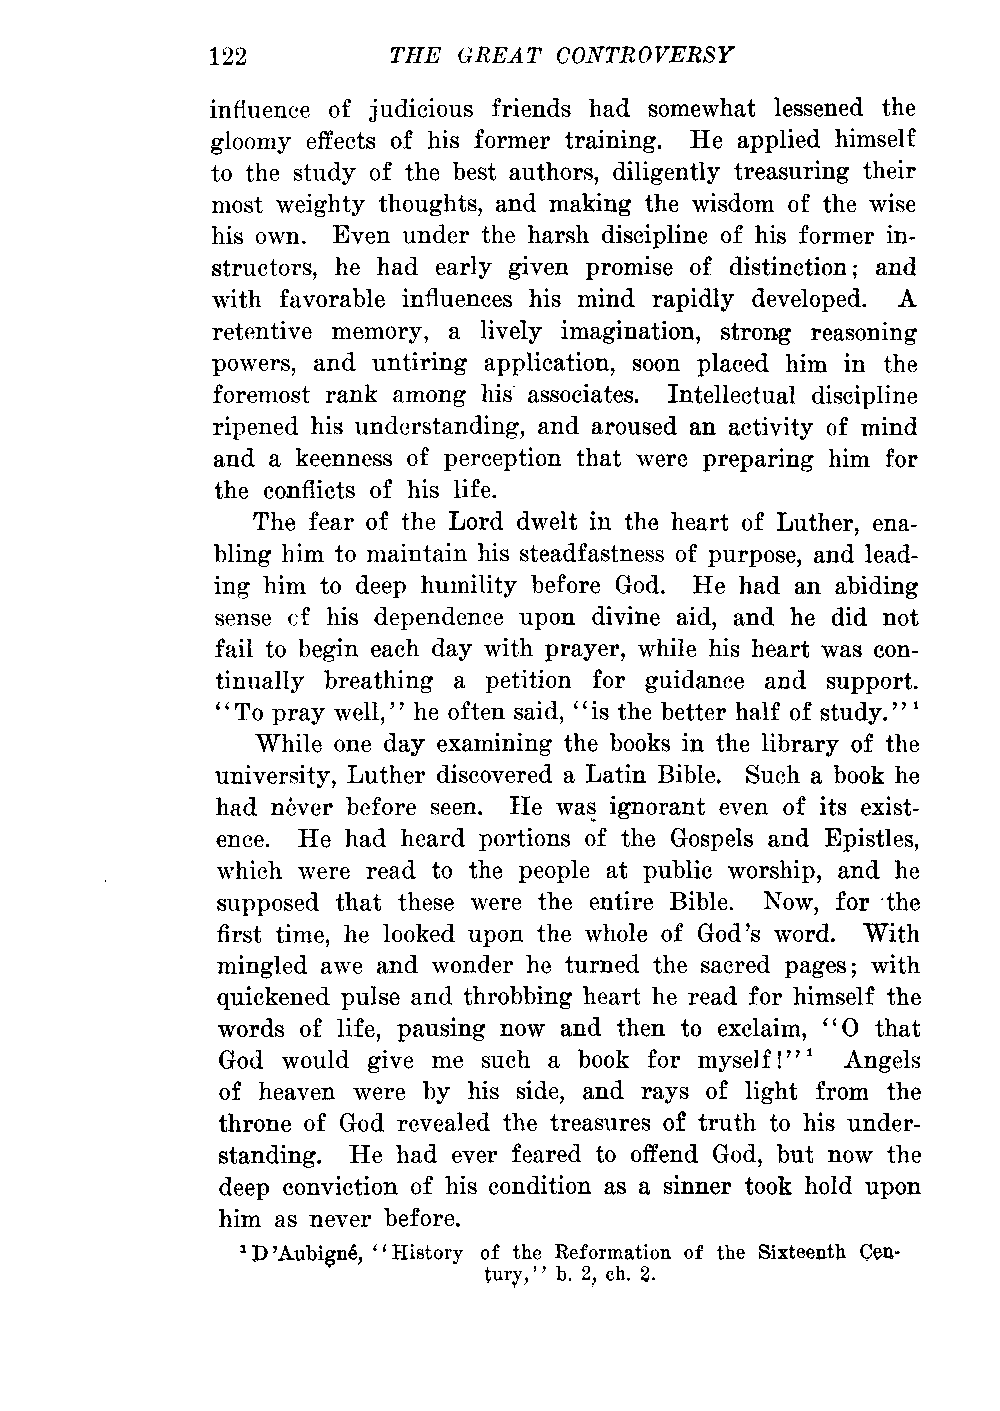 122 THE GREAT CONTROVERSY
influence of judicious friends had somewhat lessened the
gloomy effects of his former training. He applied himself
to the study of the best authors, diligently treasuring their
most weighty thoughts, and making the wisdom of the wise
his own. Even under the harsh discipline of his former in-
structors, he had early given promise of distinction; and
with favorable influences his mind rapidly developed. A
retentive memory, a lively imagination, strong reasoning
powers, and untiring application, soon placed him in the
foremost rank among his associates. Intellectual discipline
ripened his understanding, and aroused an activity of mind
and a keenness of perception that were preparing him for
the conflicts of his life.
The fear of the Lord dwelt in the heart of Luther, ena-
bling him to maintain his steadfastness of purpose, and lead-
ing him to deep humility before God. He had an abiding
sense of his dependence upon divine aid, and he did not
fail to begin each day with prayer, while his heart was con-
tinually breathing a petition for guidance and support.
"To pray well," he often said, "is the better half of study."¹
While one day examining the books in the library of the
university, Luther discovered a Latin Bible. Such a book he
had never before seen. He was ignorant even of its exist-
ence. He had heard portions of the Gospels and Epistles,
which were read to the people at public worship, and he
supposed that these were the entire Bible. Now, for the
first time, he looked upon the whole of God's word. With
mingled awe and wonder he turned the sacred pages; with
quickened pulse and throbbing heart he read for himself the
words of life, pausing now and then to exclaim, "O that
God would give me such a book for myself!"¹ Angels
of heaven were by his side, and rays of light from the
throne of God revealed the treasures of truth to his under-
standing. He had ever feared to offend God, but now the
deep conviction of his condition as a sinner took hold upon
him as never before.
¹D'Aubigné, "History of the Reformation of the Sixteenth Cen-
tury," b. 2, ch. 2.